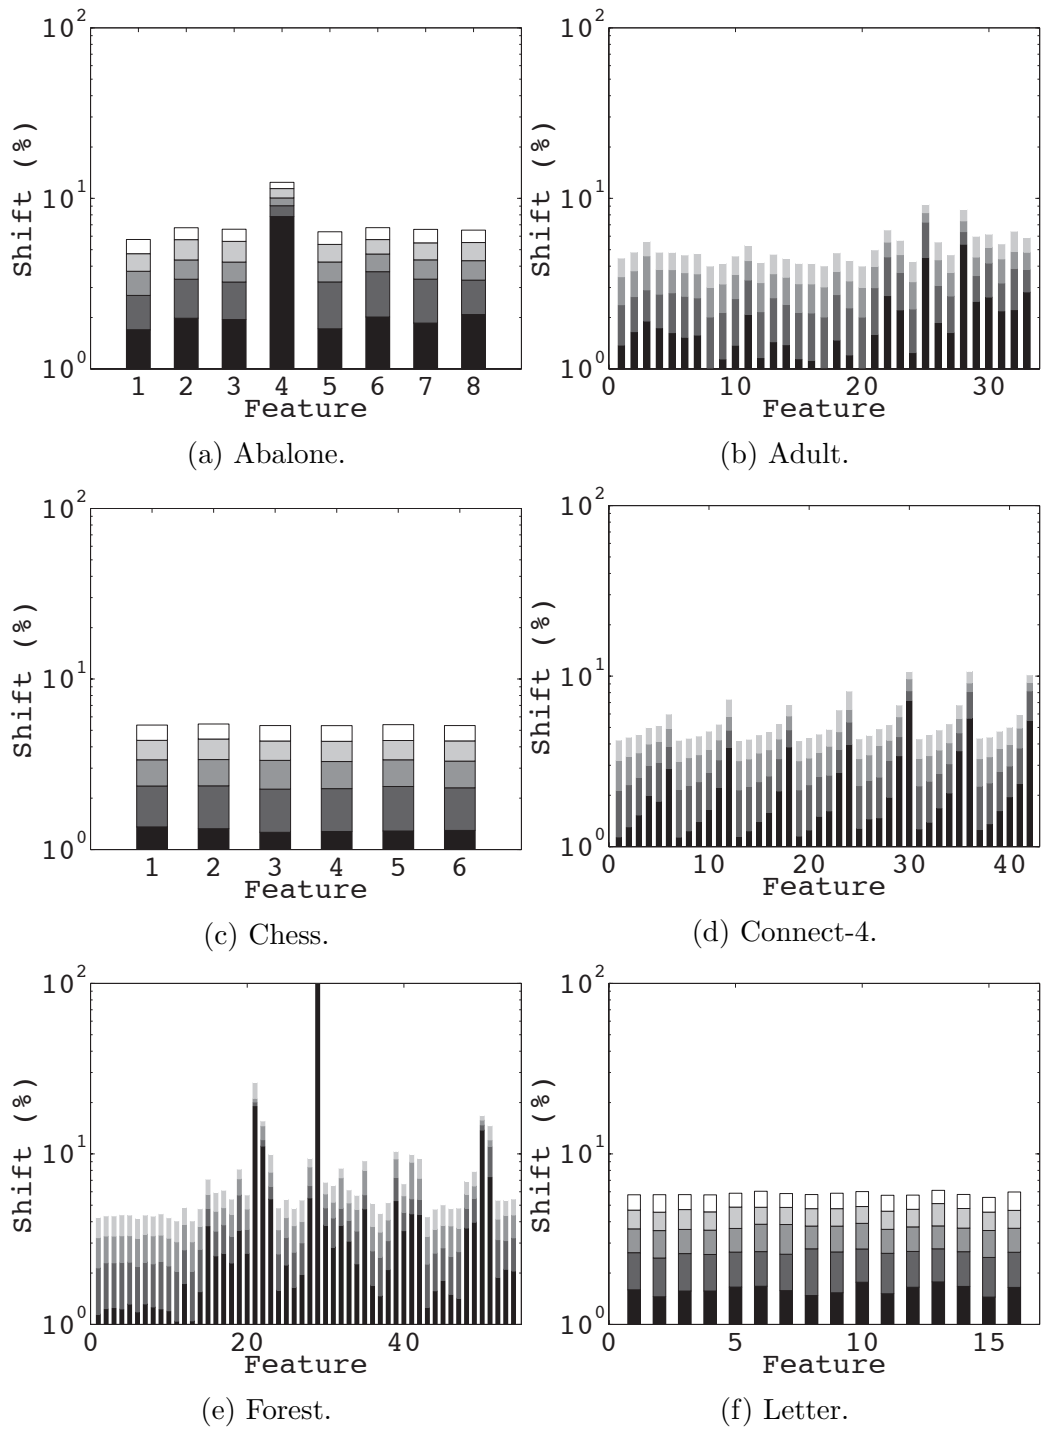 10^2
10^1
10^0
Shift (%)
1 2 3 4 5 6 7 8
Feature
(a) Abalone.
10^2
10^1
10^0
Shift (%)
0 10 20 30
Feature
(b) Adult.
10^2
10^1
10^0
Shift (%)
1 2 3 4 5 6
Feature
(c) Chess.
10^2
10^1
10^0
Shift (%)
0 10 20 30 40
Feature
(d) Connect-4.
10^2
10^1
10^0
Shift (%)
0 20 40
Feature
(e) Forest.
10^2
10^1
10^0
Shift (%)
0 5 10 15
Feature
(f) Letter.